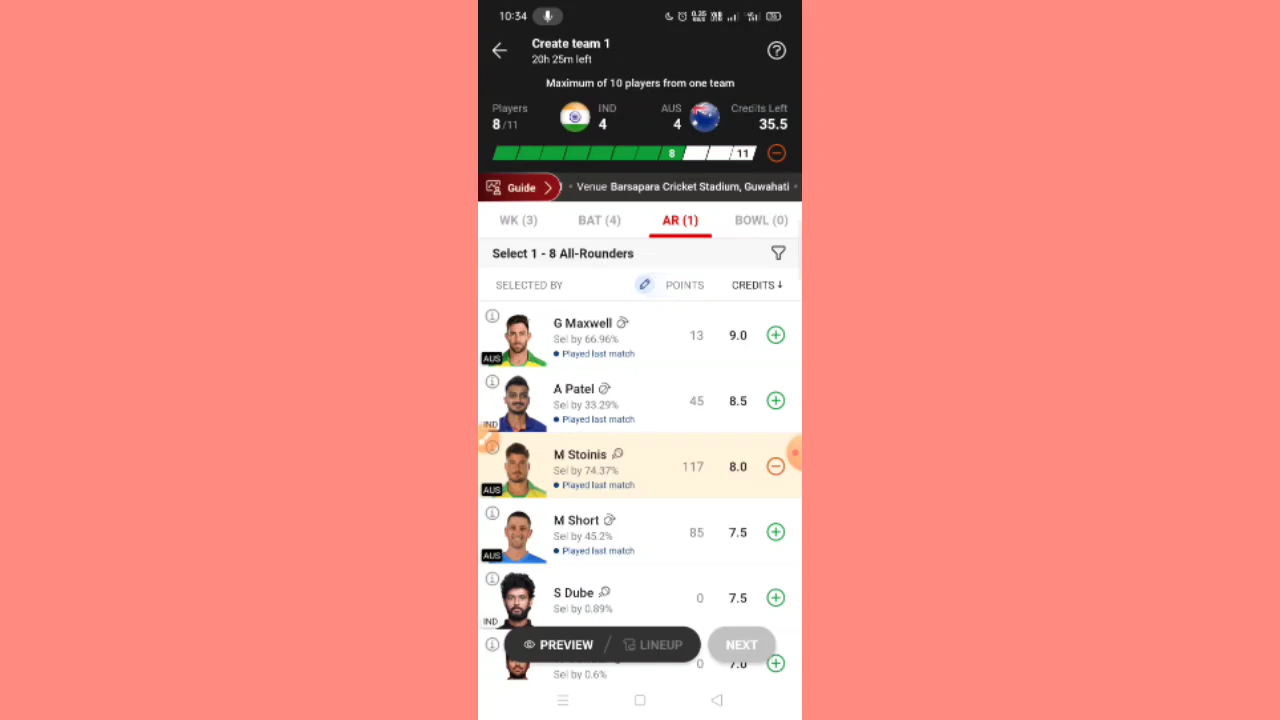 10:34
Create team 1
20h 25m left
Maximum of 10 players from one team
Players IND AUS Credits Left
8/11 4 4 35.5
8 11
Guide Venue Barsapara Cricket Stadium, Guwahati
WK (3) BAT (4) AR (1) BOWL (0)
Select 1 - 8 All-Rounders
SELECTED BY POINTS CREDITS↓
G Maxwell
Sel by 66.96% 13 9.0
AUS Played last match
A Patel
Sel by 33.29% 45 8.5
IND Played last match
M Stoinis
Sel by 74.37% 117 8.0
AUS Played last match
M Short
Sel by 45.2% 85 7.5
AUS Played last match
S Dube
Sel by 0.89% 0 7.5
IND
PREVIEW / LINEUP NEXT
0 7.0
Sel by 0.6%